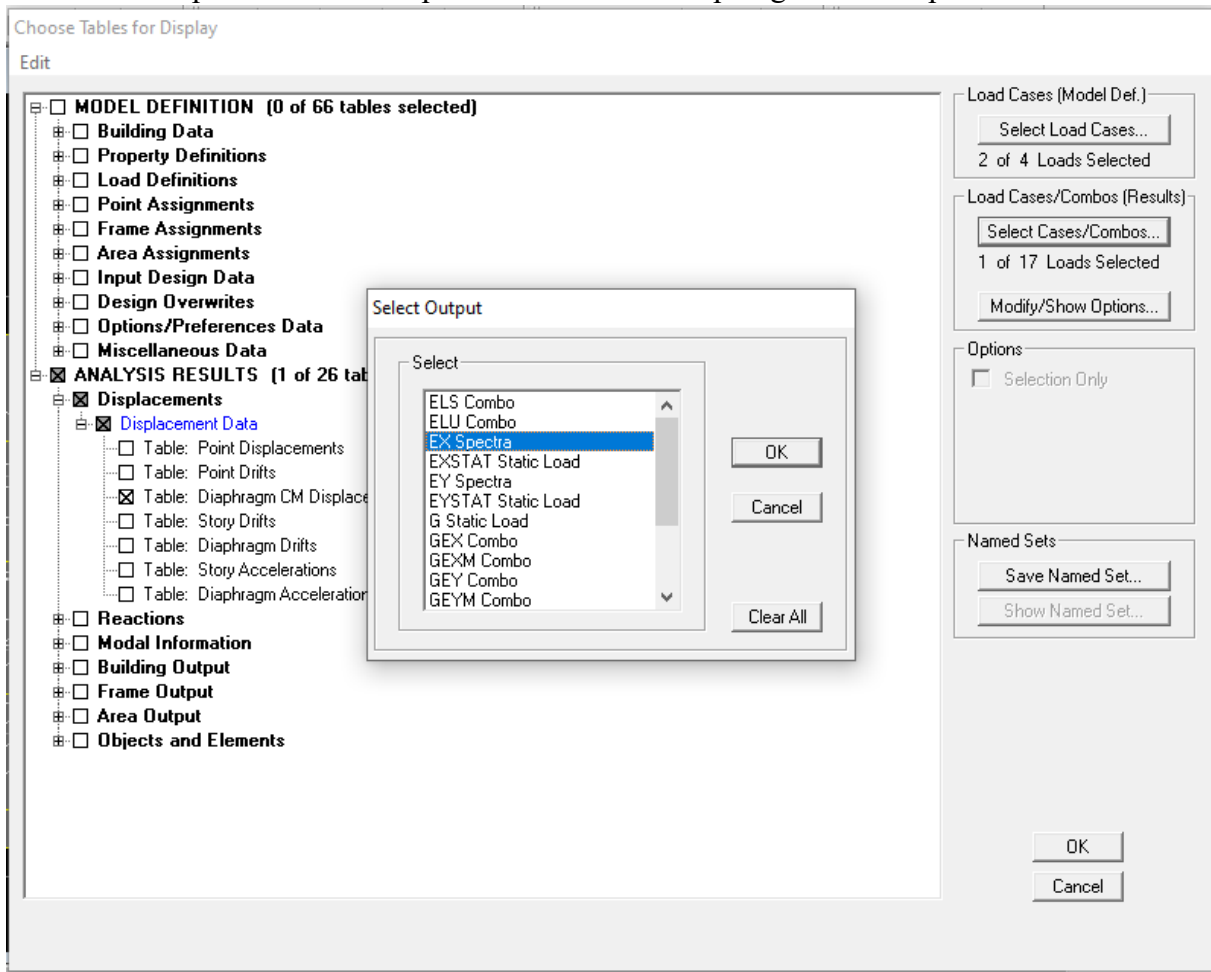 Choose Tables for Display
Edit
MODEL DEFINITION (0 of 66 tables selected)
Building Data
Property Definitions
Load Definitions
Point Assignments
Frame Assignments
Area Assignments
Input Design Data
Design Overwrites
Options/Preferences Data
Miscellaneous Data
ANALYSIS RESULTS (1 of 26 tab
Displacements
Displacement Data
Table: Point Displacements
Table: Point Drifts
Table: Diaphragm CM Displace
Table: Story Drifts
Table: Diaphragm Drifts
Table: Story Accelerations
Table: Diaphragm Acceleration
Reactions
Modal Information
Building Output
Frame Output
Area Output
Objects and Elements
Select Output
Select
ELS Combo
ELU Combo
EX Spectra
EXSTAT Static Load
EY Spectra
EYSTAT Static Load
G Static Load
GEX Combo
GEXM Combo
GEY Combo
GEYM Combo
OK
Cancel
Clear All
Load Cases (Model Def.)
Select Load Cases...
2 of 4 Loads Selected
Load Cases/Combos (Results)
Select Cases/Combos...
1 of 17 Loads Selected
Modify/Show Options...
Options
Selection Only
Named Sets
Save Named Set...
Show Named Set...
OK
Cancel